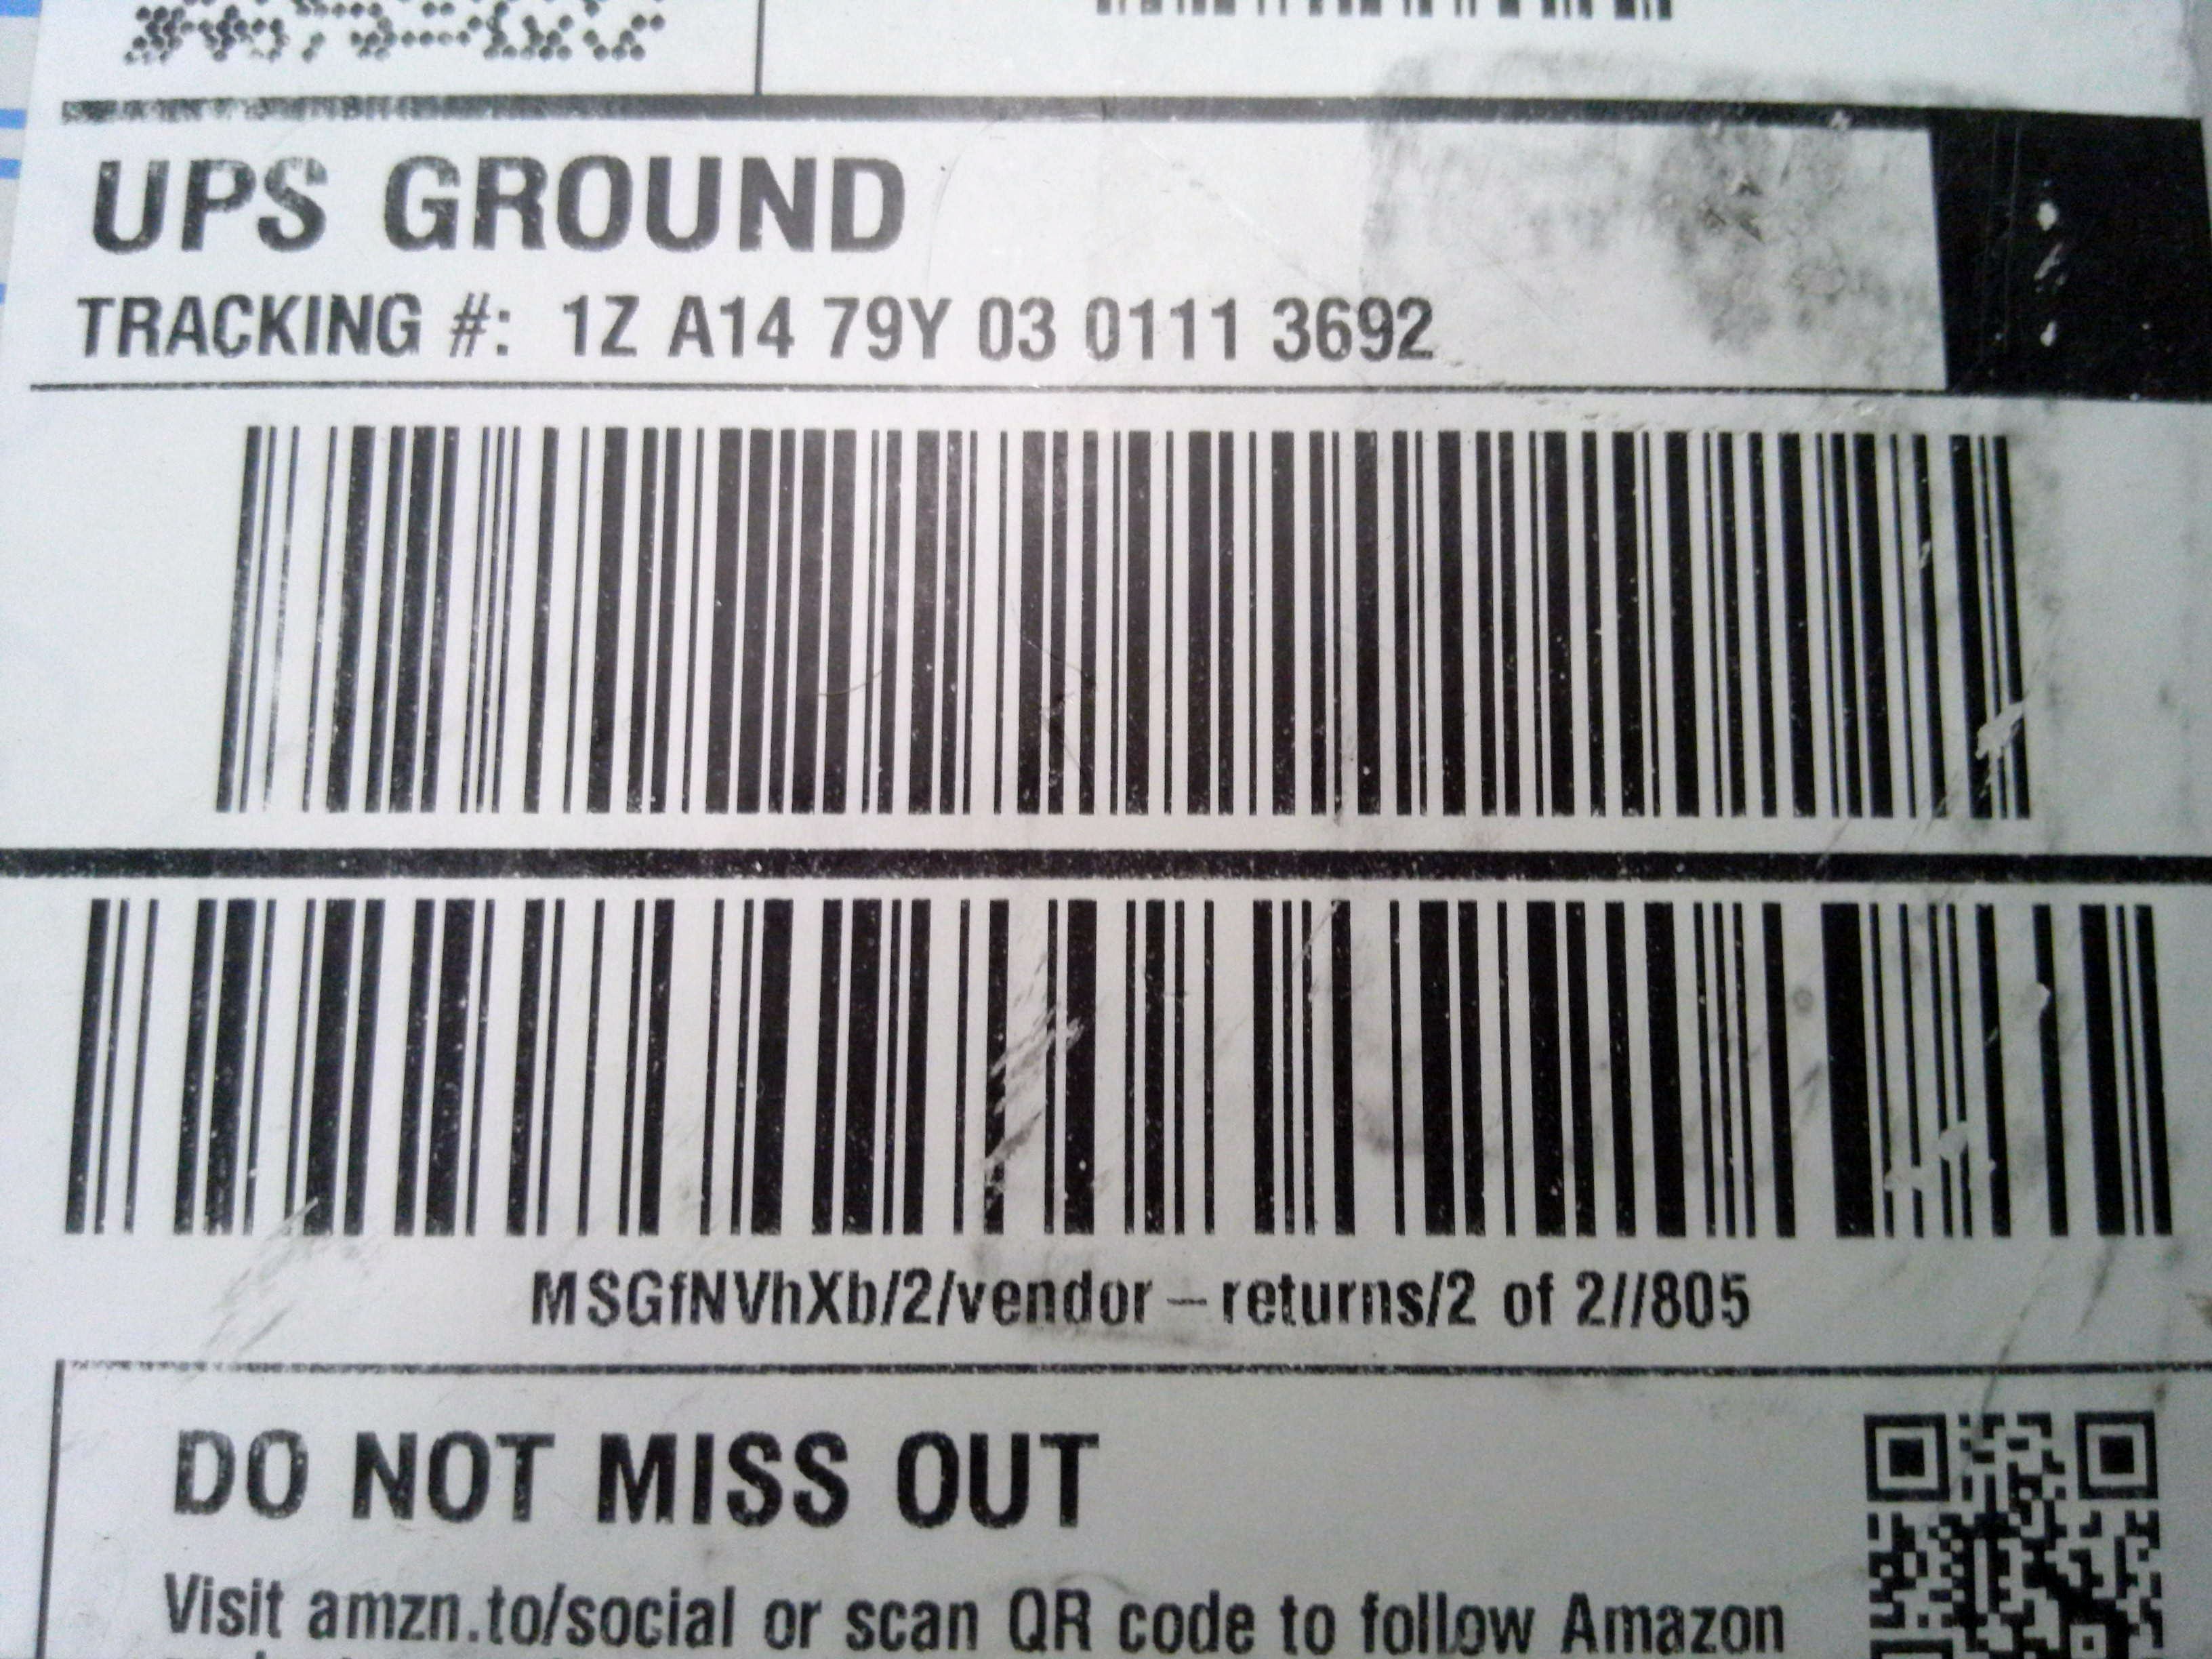 UPS GROUND
TRACKING #: 1Z A14 79Y 03 0111 3692
MSGfNVhXb/2/vendor-returns/2 of 2//805
DO NOT MISS OUT
Visit amzn.to/social or scan QR code to follow Amazon